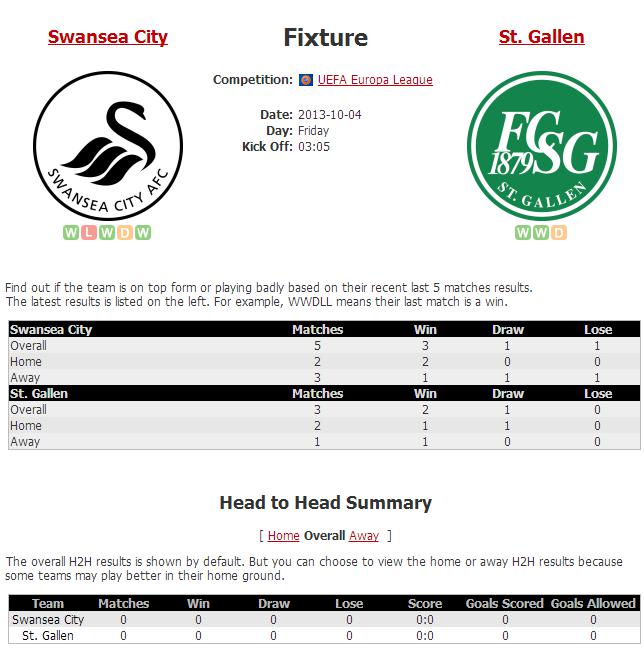 Swansea City
Fixture
St. Gallen
Competition: UEFA Europa League
Date: 2013-10-04
Day: Friday
Kick Off: 03:05
SWANSEA CITY AFC
FCSG
1879
ST. GALLEN
W L W D W
W W D
Find out if the team is on top form or playing badly based on their recent last 5 matches results.
The latest results is listed on the left. For example, WWDLL means their last match is a win.
Swansea City Matches Win Draw Lose
Overall 5 3 1 1
Home 2 2 0 0
Away 3 1 1 1
St. Gallen Matches Win Draw Lose
Overall 3 2 1 0
Home 2 1 1 0
Away 1 1 0 0
Head to Head Summary
[ Home Overall Away ]
The overall H2H results is shown by default. But you can choose to view the home or away H2H results because
some teams may play better in their home ground.
Team Matches Win Draw Lose Score Goals Scored Goals Allowed
Swansea City 0 0 0 0 0:0 0 0
St. Gallen 0 0 0 0 0:0 0 0